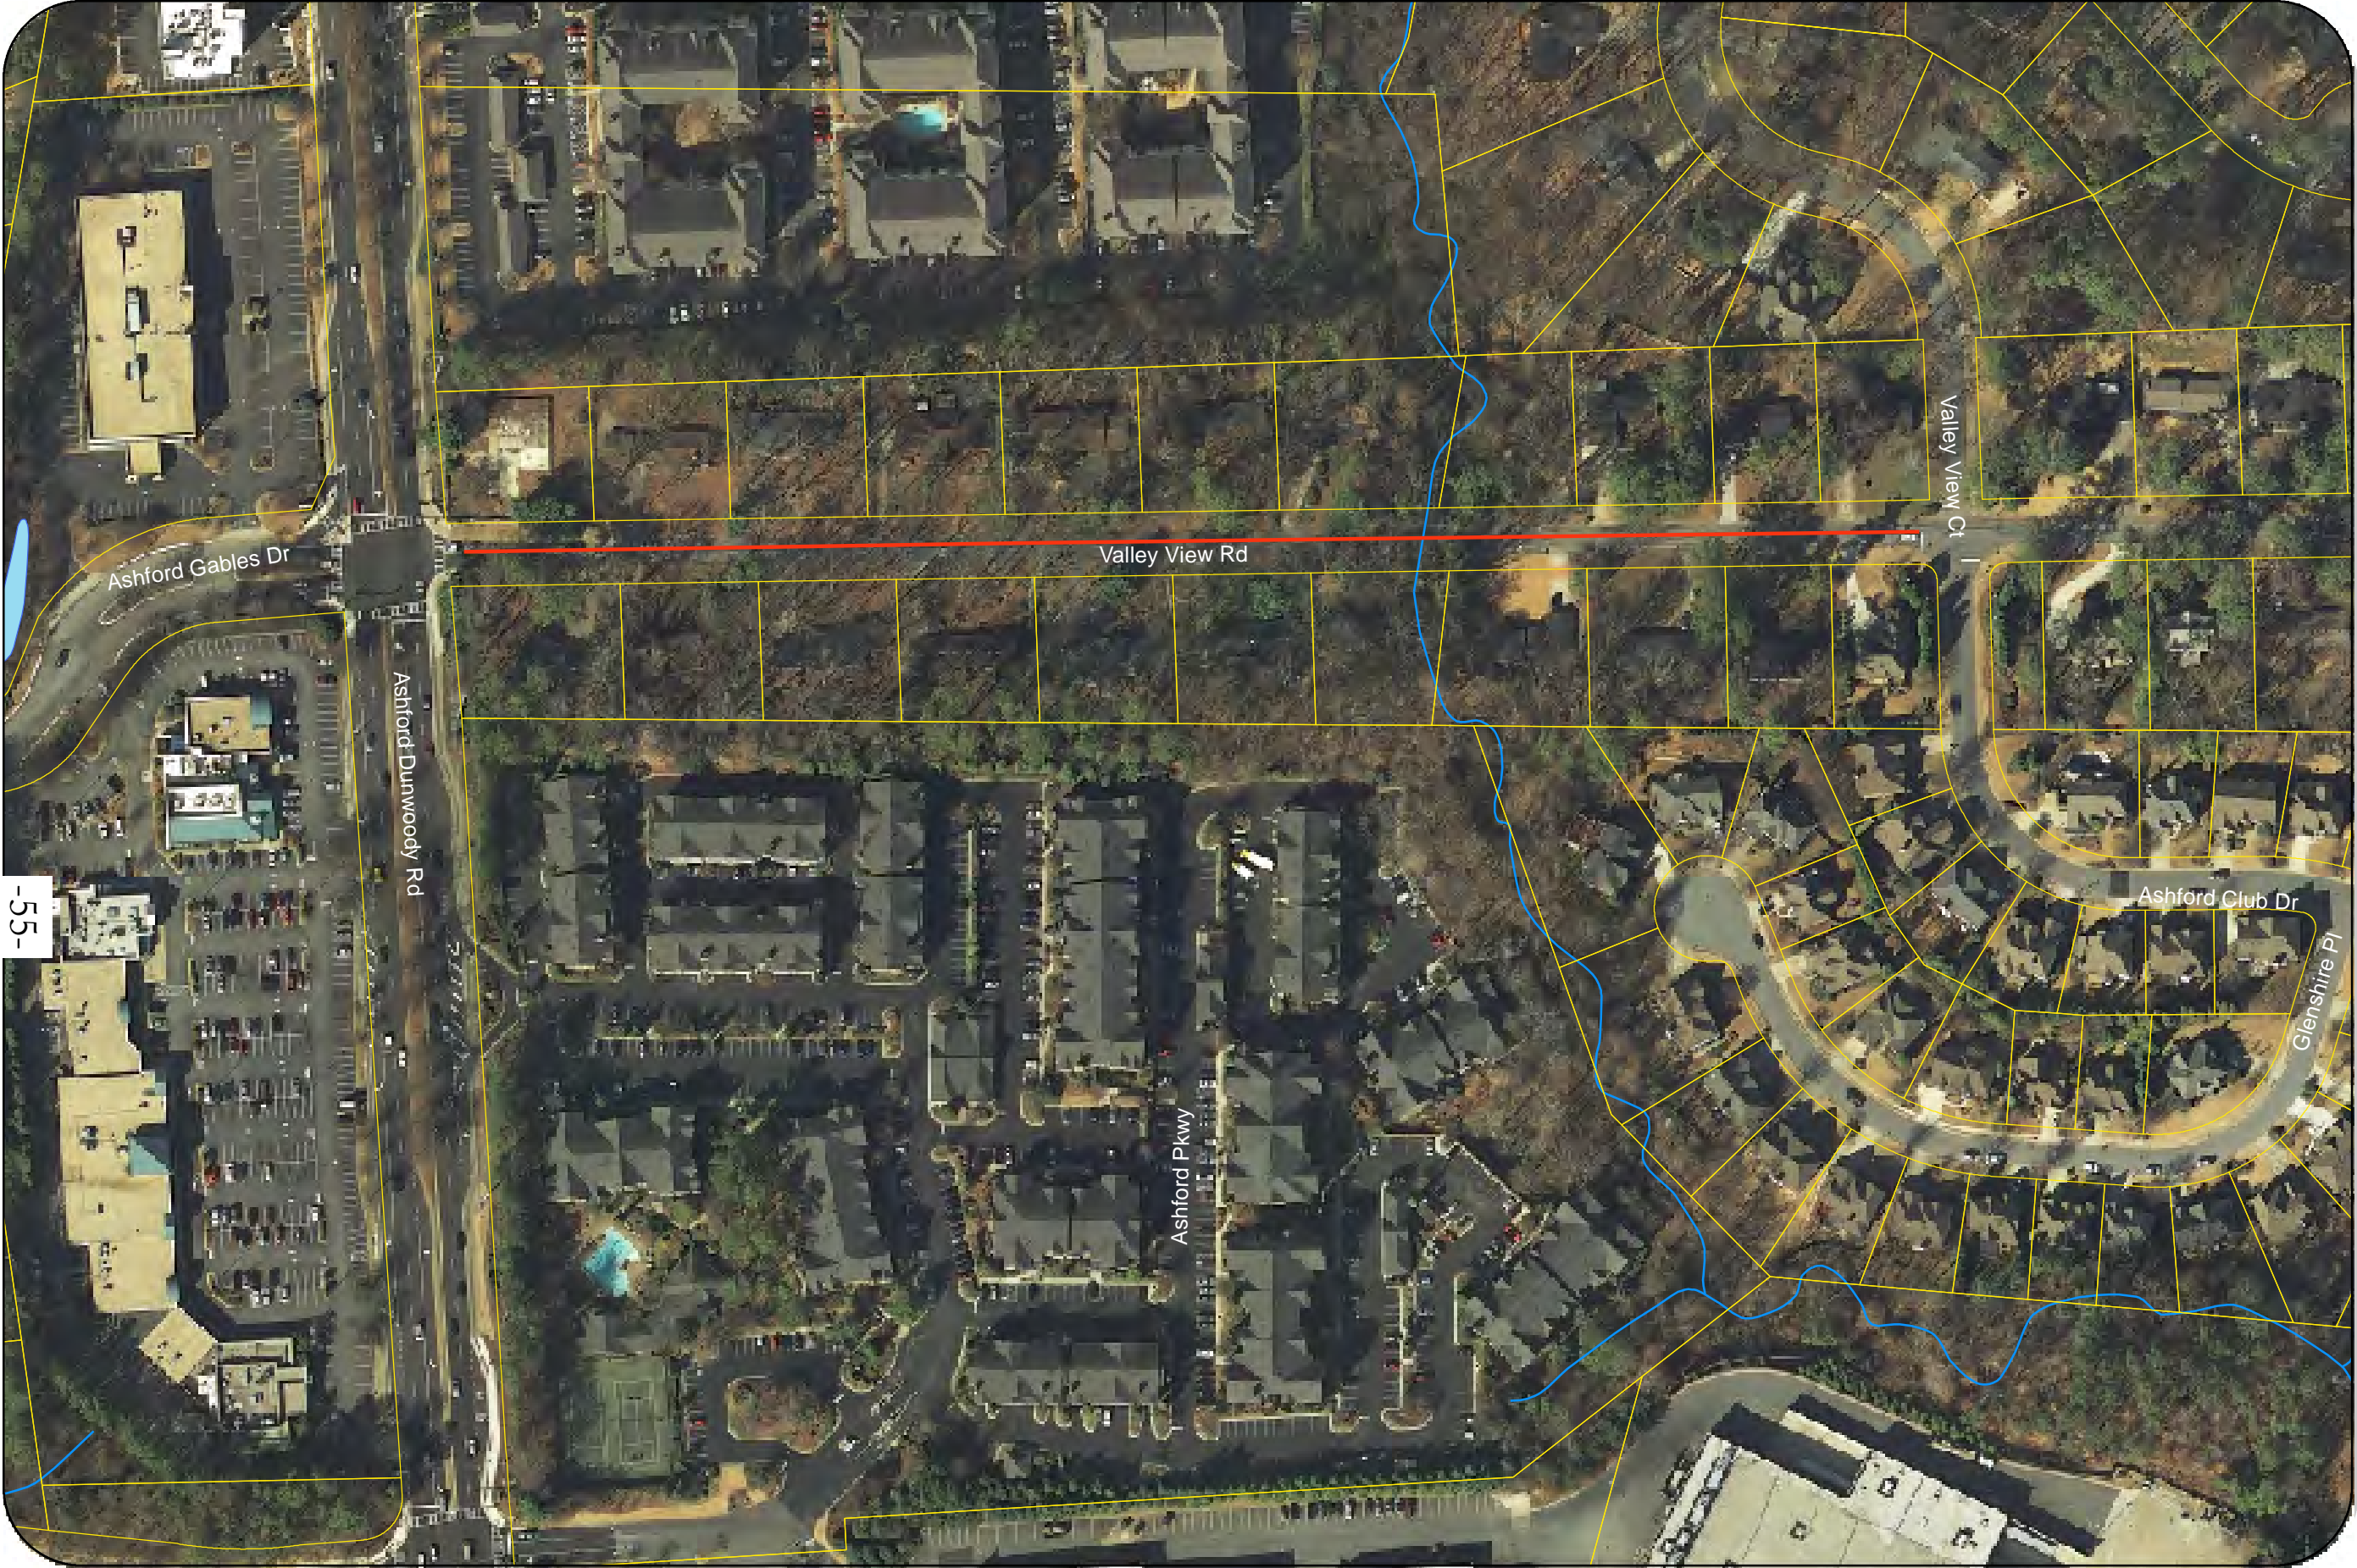 Valley View Ct
Ashford Gables Dr
Valley View Rd
Ashford Dunwoody Rd
Ashford Club Dr
Glenshire Pl
Ashford Pkwy
-55-